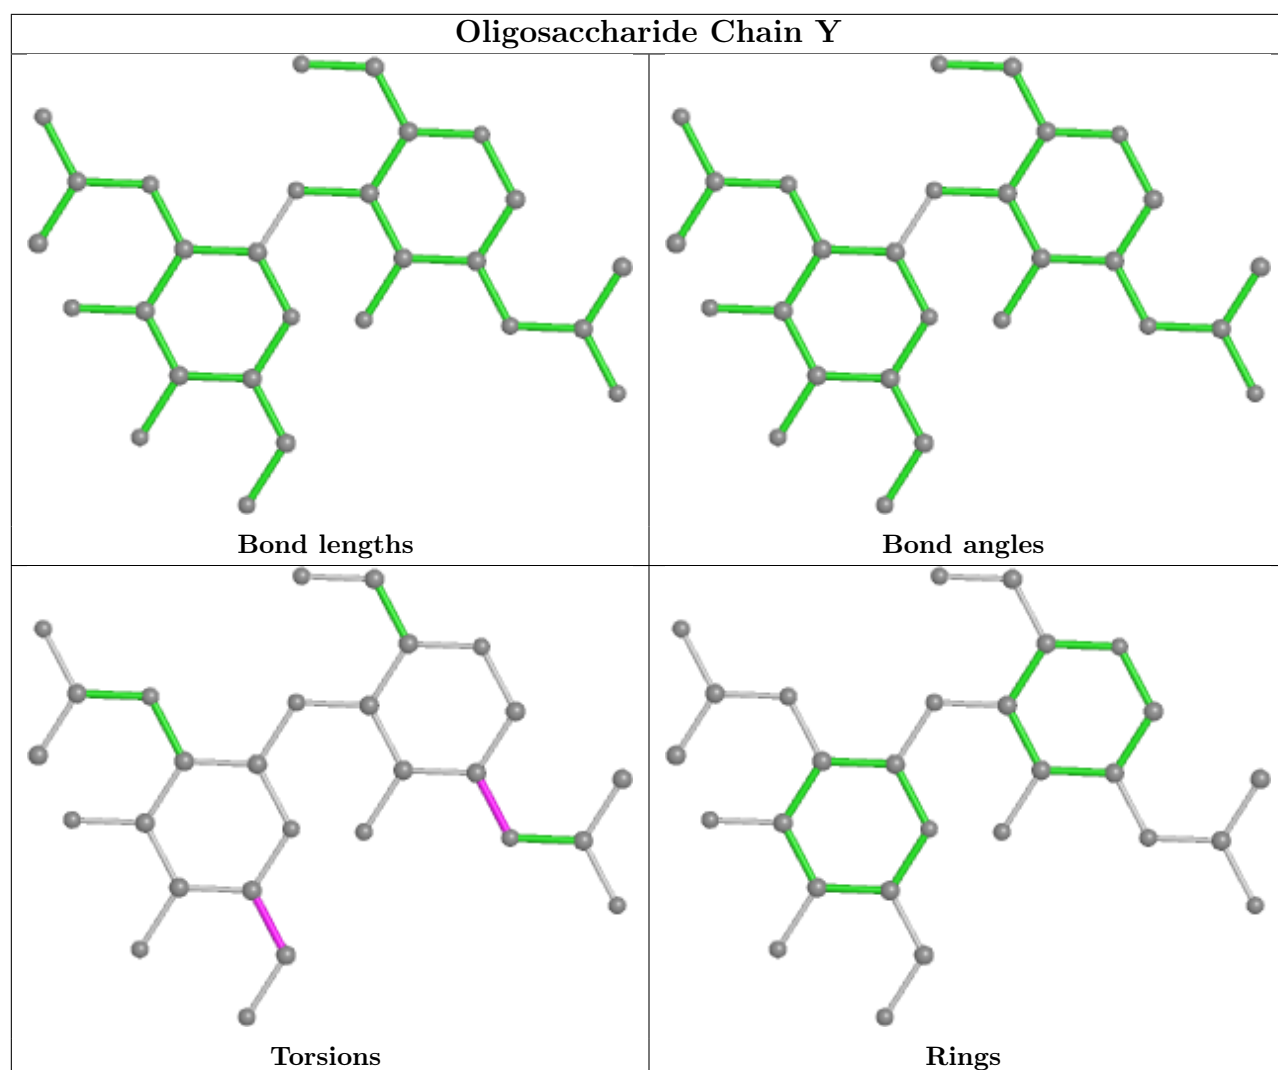 Oligosaccharide Chain Y
Bond lengths
Bond angles
Torsions
Rings